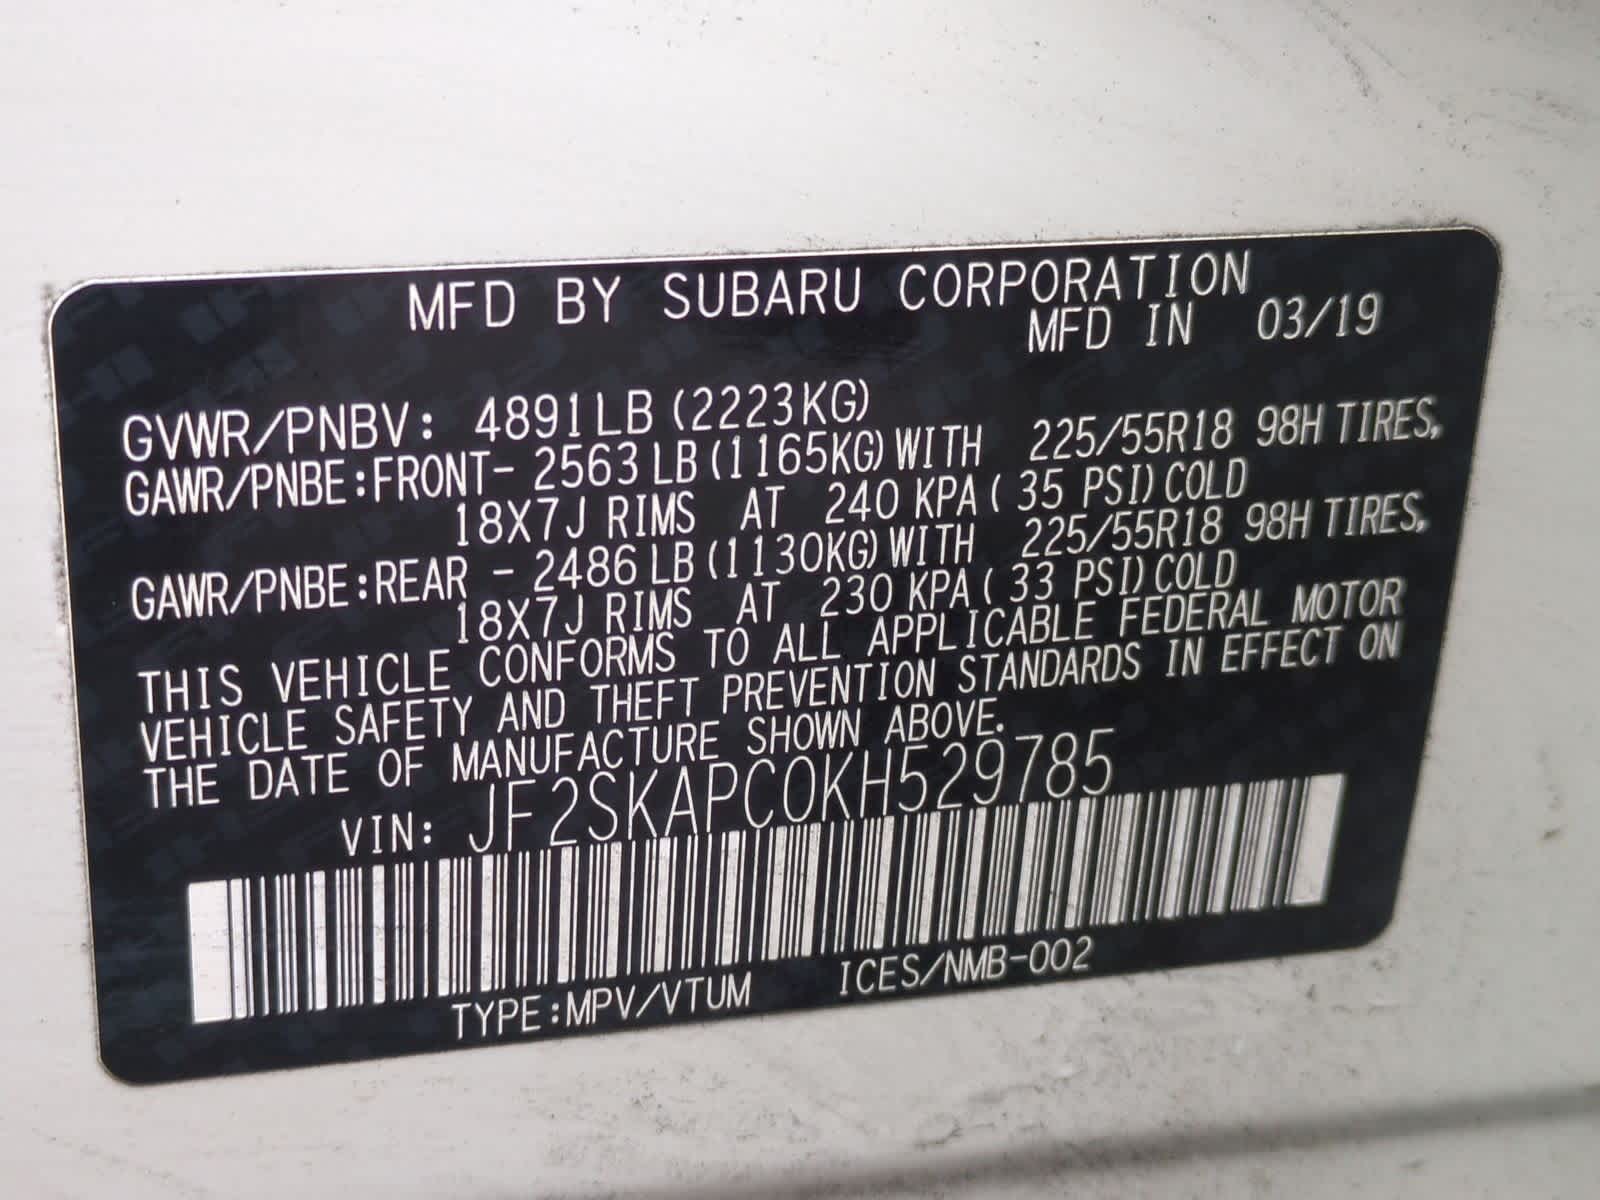 MFD BY SUBARU CORPORATION
MFD IN 03/19
GVWR/PNBV: 4891LB (2223KG)
GAWR/PNBE:FRONT- 2563 LB (1165KG) WITH 225/55R18 98H TIRES,
18X7J RIMS AT 240 KPA ( 35 PSI) COLD
GAWR/PNBE:REAR - 2486 LB (1130KG) WITH 225/55R18 98H TIRES,
18X7J RIMS AT 230 KPA ( 33 PSI) COLD
THIS VEHICLE CONFORMS TO ALL APPLICABLE FEDERAL MOTOR
VEHICLE SAFETY AND THEFT PREVENTION STANDARDS IN EFFECT ON
THE DATE OF MANUFACTURE SHOWN ABOVE.
VIN: JF2SKAPC0KH529785
TYPE:MPV/VTUM ICES/NMB-002